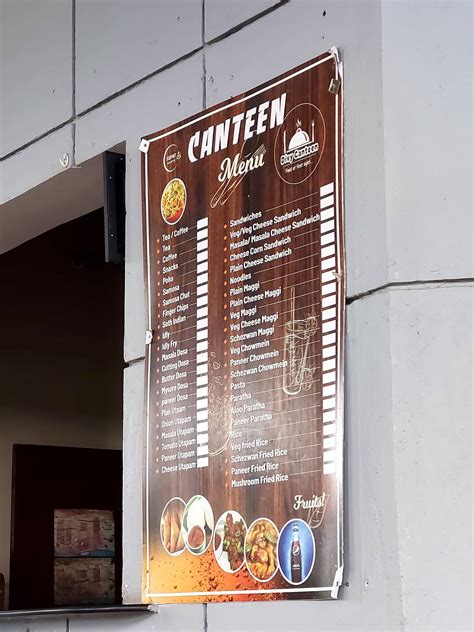 CANTEEN
Menu
Tea / Coffee
Tea
Coffee
Snacks
Poha
Samosa
Samosa Chat
Finger Chips
Soth Indian
Idly
Idly Fry
Masala Dosa
Cutting Dosa
Butter Dosa
Mysore Dosa
paneer Dosa
Plan Utapam
Onian Utapam
Masala Utapam
Tomato Utapam
Paneer Utapam
Cheese Utapam
Sandwiches
Veg/Veg Cheese Sandwich
Masala/ Masala Cheese Sandwich
Cheese Corn Sandwich
Plain Cheese Sandwich
Noodles
Plain Maggi
Plain Cheese Maggi
Veg Maggi
Veg Cheese Maggi
Schezwan Maggi
Veg Chowmein
Paneer Chowmein
Schezwan Chowmein
Pasta
Paratha
Aloo Paratha
Paneer Paratha
Rice
Veg fried Rice
Schezwan Fried Rice
Paneer Fried Rice
Mushroom Fried Rice
Fruits